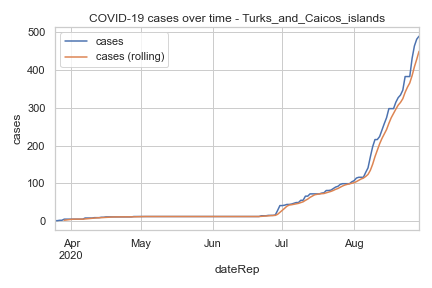 COVID-19 cases over time - Turks_and_Caicos_islands
cases
cases (rolling)
500
400
300
200
100
0
cases
Apr
2020
May
Jun
Jul
Aug
dateRep